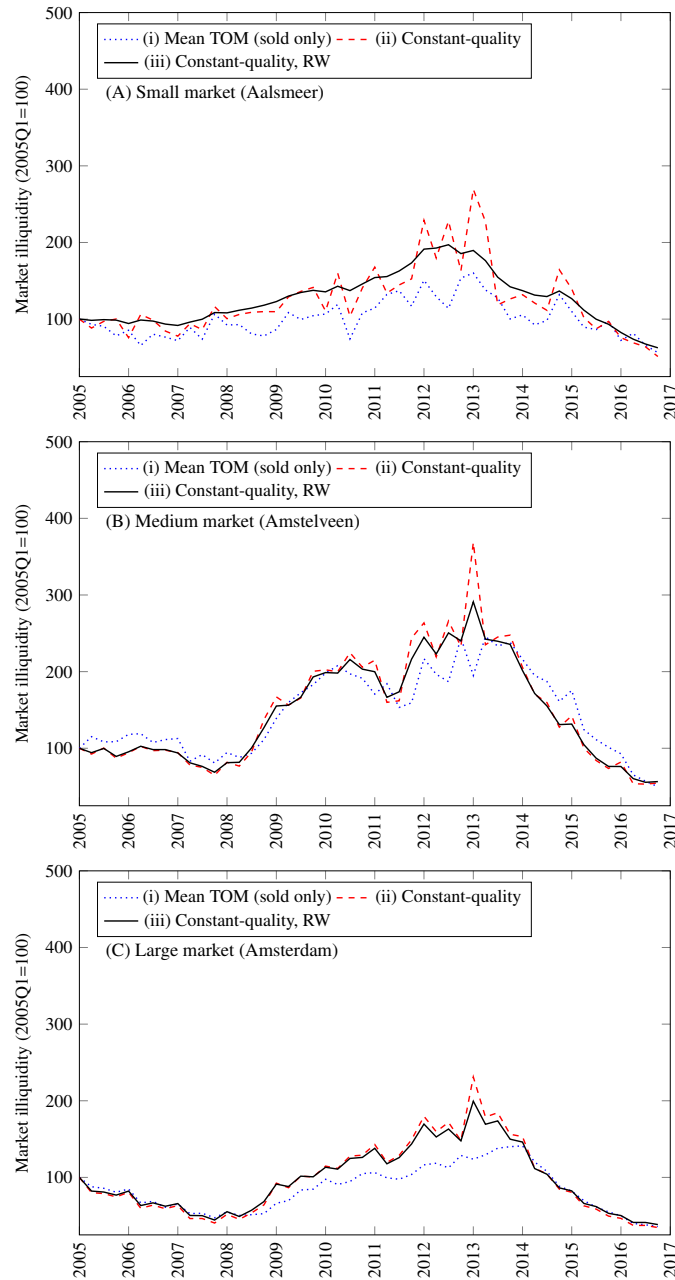 500
400
300
200
100
Market illiquidity (2005Q1=100)
(i) Mean TOM (sold only) (ii) Constant-quality
(iii) Constant-quality, RW
(A) Small market (Aalsmeer)
2005 2006 2007 2008 2009 2010 2011 2012 2013 2014 2015 2016 2017
500
400
300
200
100
Market illiquidity (2005Q1=100)
(i) Mean TOM (sold only) (ii) Constant-quality
(iii) Constant-quality, RW
(B) Medium market (Amstelveen)
2005 2006 2007 2008 2009 2010 2011 2012 2013 2014 2015 2016 2017
500
400
300
200
100
Market illiquidity (2005Q1=100)
(i) Mean TOM (sold only) (ii) Constant-quality
(iii) Constant-quality, RW
(C) Large market (Amsterdam)
2005 2006 2007 2008 2009 2010 2011 2012 2013 2014 2015 2016 2017